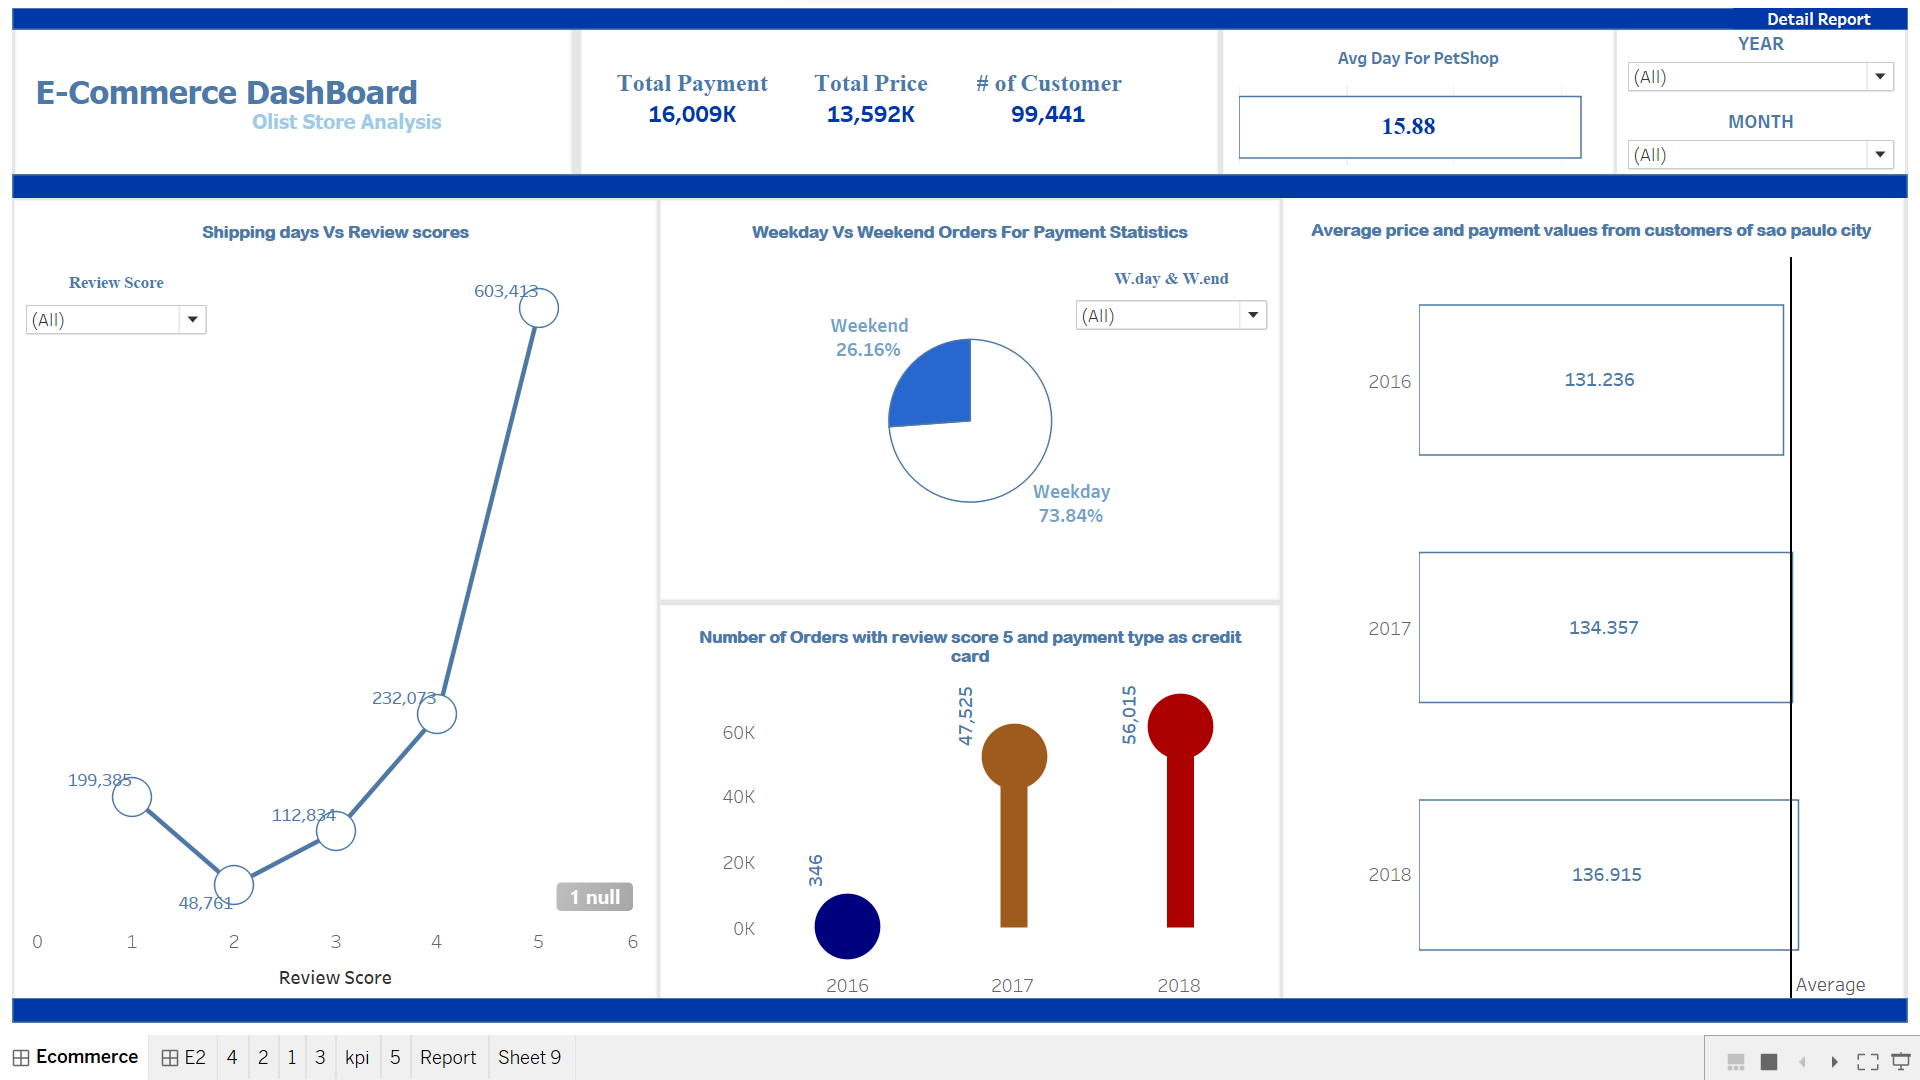 Detail Report
E-Commerce DashBoard
Olist Store Analysis
Total Payment
16,009K
Total Price
13,592K
# of Customer
99,441
Avg Day For PetShop
15.88
YEAR
(All)
MONTH
(All)
Shipping days Vs Review scores
Review Score
(All)
603,413
232,073
199,385
112,834
48,761
1 null
0 1 2 3 4 5 6
Review Score
Weekday Vs Weekend Orders For Payment Statistics
W.day & W.end
(All)
Weekend
26.16%
Weekday
73.84%
Number of Orders with review score 5 and payment type as credit
card
60K
40K
20K
0K
346
47,525
56,015
2016 2017 2018
Average price and payment values from customers of sao paulo city
2016 131.236
2017 134.357
2018 136.915
Average
Ecommerce E2 4 2 1 3 kpi 5 Report Sheet 9